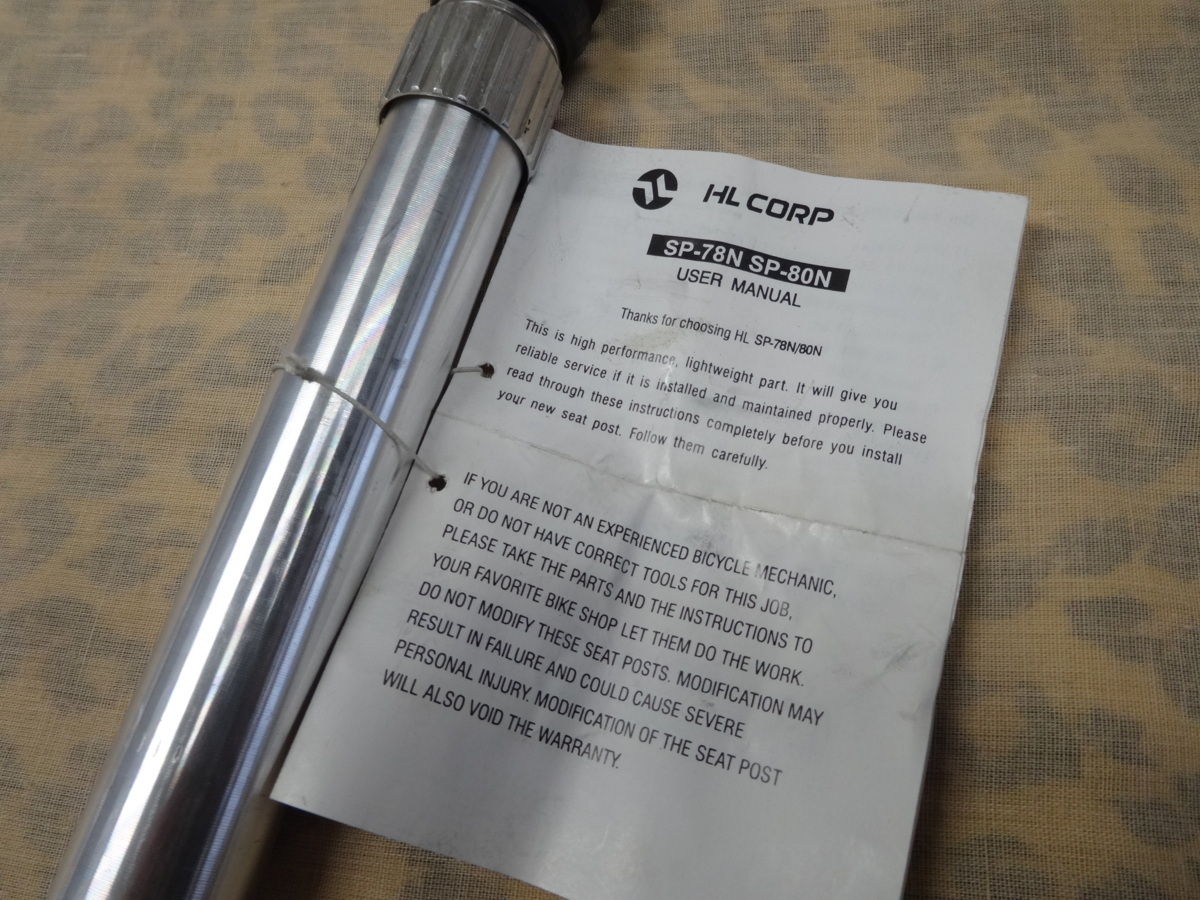 HL CORP
SP-78N SP-80N
USER MANUAL
Thanks for choosing HL SP-78N/80N
This is high performance, lightweight part. It will give you
reliable service if it is installed and maintained properly. Please
read through these instructions completely before you install
your new seat post. Follow them carefully.
IF YOU ARE NOT AN EXPERIENCED BICYCLE MECHANIC,
OR DO NOT HAVE CORRECT TOOLS FOR THIS JOB,
PLEASE TAKE THE PARTS AND THE INSTRUCTIONS TO
YOUR FAVORITE BIKE SHOP LET THEM DO THE WORK.
DO NOT MODIFY THESE SEAT POSTS. MODIFICATION MAY
RESULT IN FAILURE AND COULD CAUSE SEVERE
PERSONAL INJURY. MODIFICATION OF THE SEAT POST
WILL ALSO VOID THE WARRANTY.